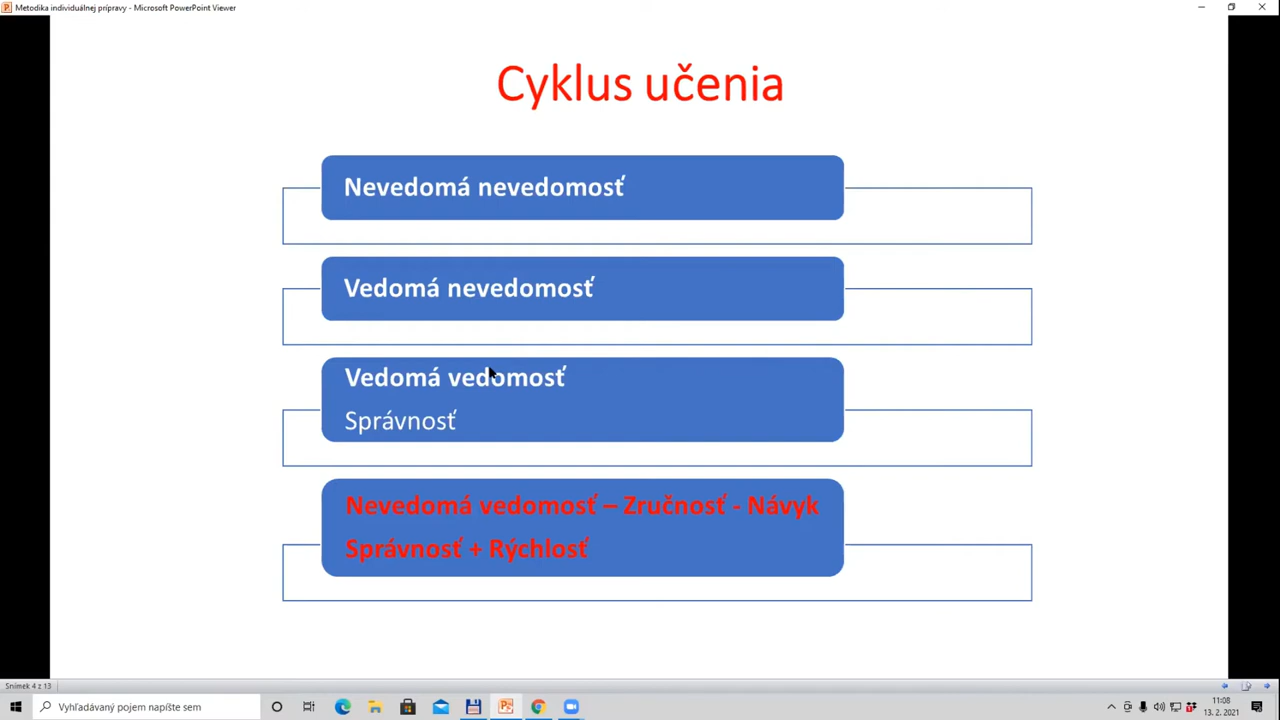 Metodika individuálnej prípravy - Microsoft PowerPoint Viewer
Cyklus učenia
Nevedomá nevedomosť
Vedomá nevedomosť
Vedomá vedomosť
Správnosť
Nevedomá vedomosť – Zručnosť - Návyk
Správnosť + Rýchlosť
Snímek 4 z 13
Vyhľadávaný pojem napíšte sem
11:08
13. 2. 2021